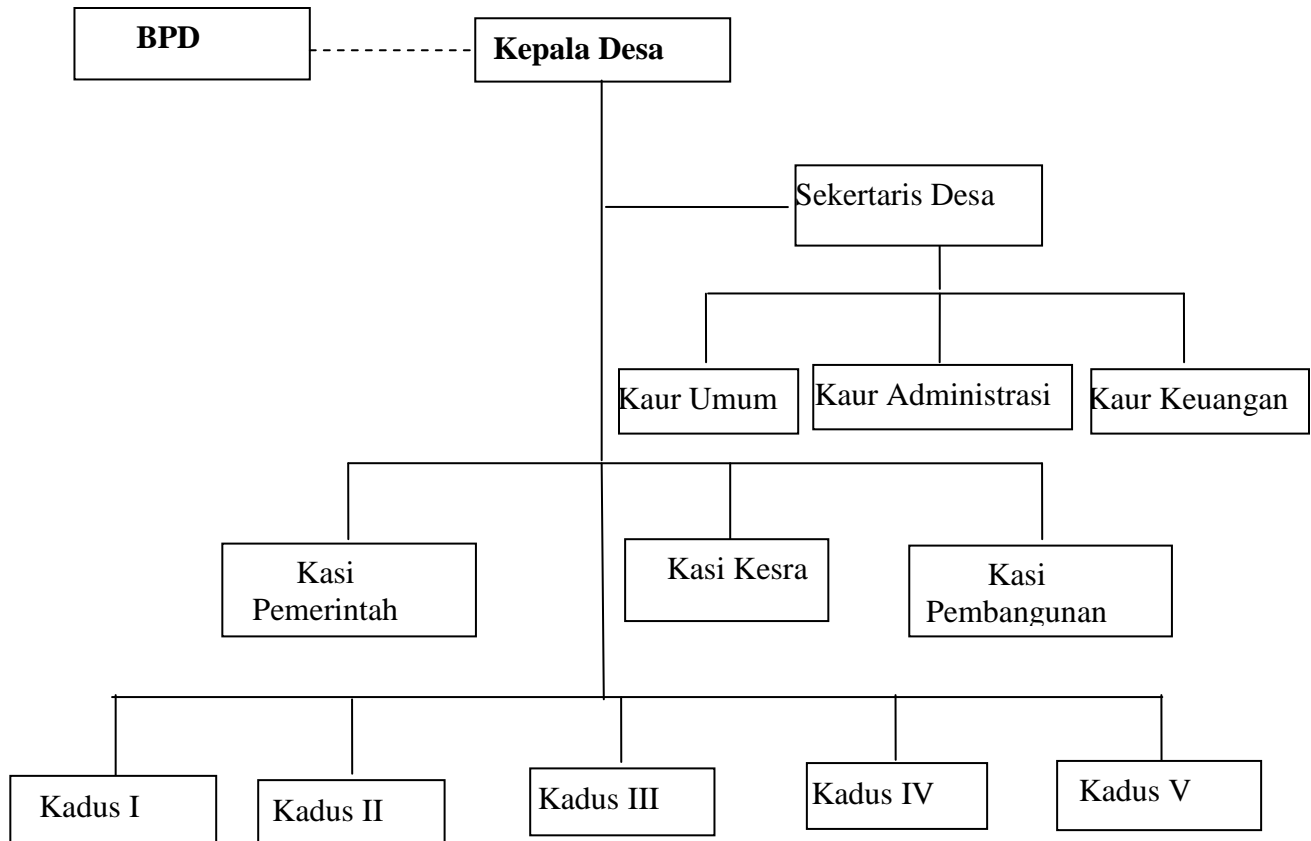 BPD
Kepala Desa
Sekertaris Desa
Kaur Umum
Kaur Administrasi
Kaur Keuangan
Kasi
Pemerintah
Kasi Kesra
Kasi
Pembangunan
Kadus I
Kadus II
Kadus III
Kadus IV
Kadus V